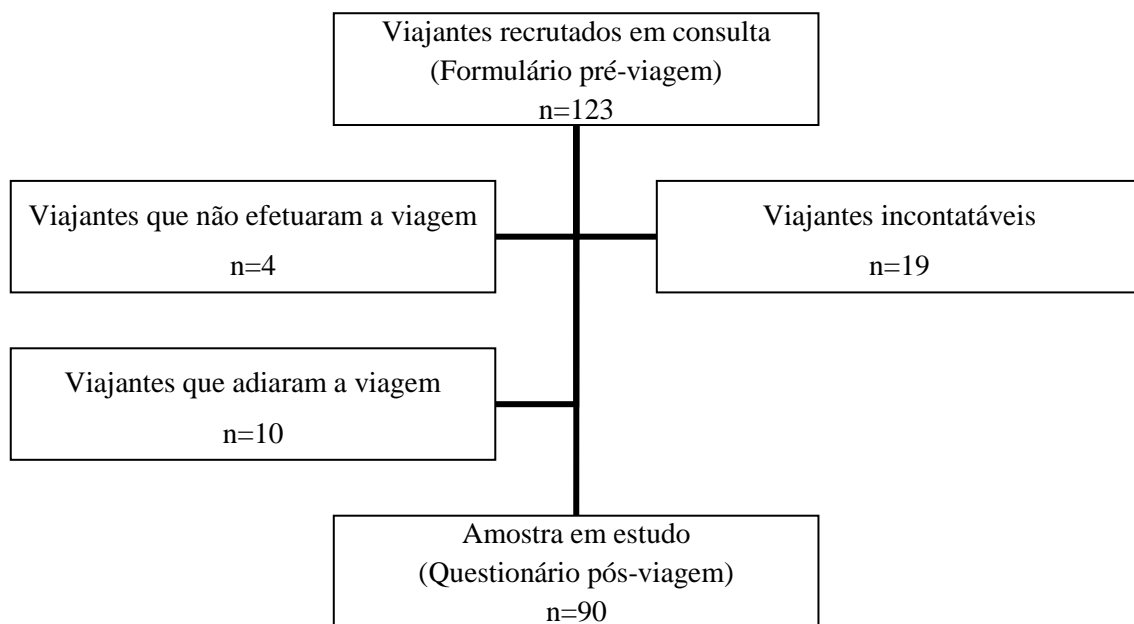 Viajantes recrutados em consulta
(Formulário pré-viagem)
n=123
Viajantes que não efetuaram a viagem
n=4
Viajantes incontatáveis
n=19
Viajantes que adiaram a viagem
n=10
Amostra em estudo
(Questionário pós-viagem)
n=90